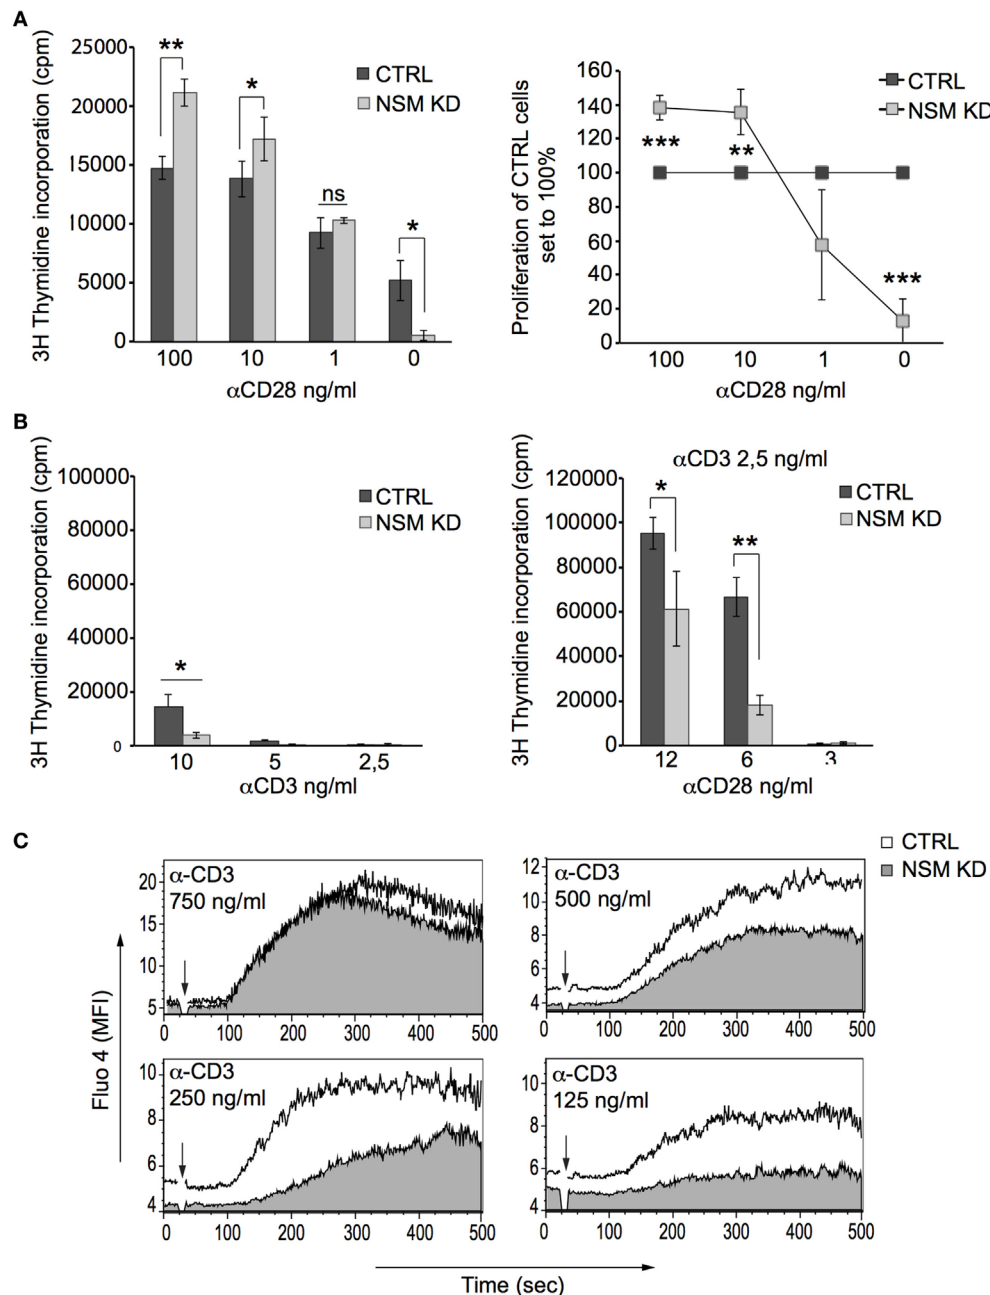 A
3H Thymidine incorporation (cpm)
25000
20000
15000
10000
5000
0
**
*
ns
*
CTRL
NSM KD
100 10 1 0
αCD28 ng/ml
Proliferation of CTRL cells
set to 100%
160
140
120
100
80
60
40
20
0
***
**
***
CTRL
NSM KD
100 10 1 0
αCD28 ng/ml
B
3H Thymidine incorporation (cpm)
100000
80000
60000
40000
20000
0
*
CTRL
NSM KD
10 5 2,5
αCD3 ng/ml
3H Thymidine incorporation (cpm)
αCD3 2,5 ng/ml
120000
100000
80000
60000
40000
20000
0
*
**
CTRL
NSM KD
12 6 3
αCD28 ng/ml
C
CTRL
NSM KD
Fluo 4 (MFI)
α-CD3
750 ng/ml
20
15
10
5
0 100 200 300 400 500
α-CD3
500 ng/ml
12
10
8
6
4
0 100 200 300 400 500
α-CD3
250 ng/ml
10
8
6
4
0 100 200 300 400 500
α-CD3
125 ng/ml
10
8
6
4
0 100 200 300 400 500
Time (sec)